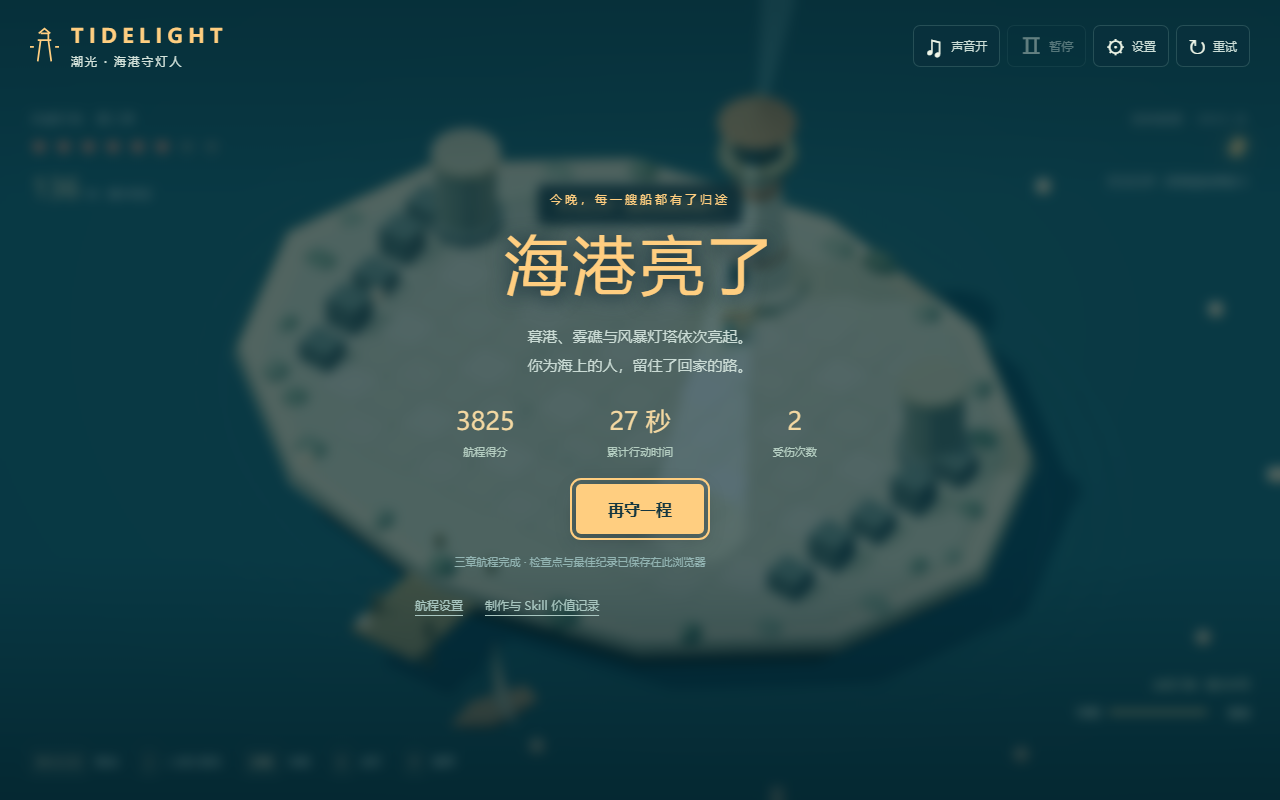 TIDELIGHT
潮光 · 海港守灯人
声音开
暂停
设置
重试
今晚，每一艘船都有了归途
海港亮了
暮港、雾礁与风暴灯塔依次亮起。
你为海上的人，留住了回家的路。
3825
航程得分
27 秒
累计行动时间
2
受伤次数
再守一程
三章航程完成 · 检查点与最佳纪录已保存在此浏览器
航程设置
制作与 Skill 价值记录